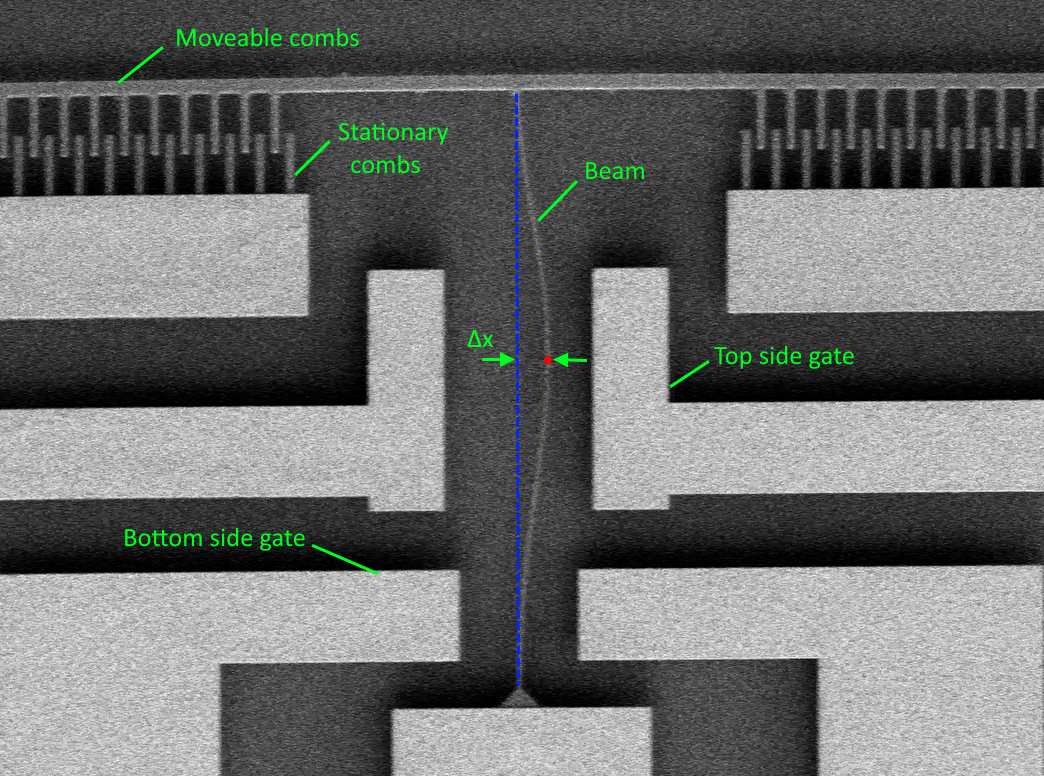 Moveable combs
Stationary
combs
Beam
Δx
Top side gate
Bottom side gate